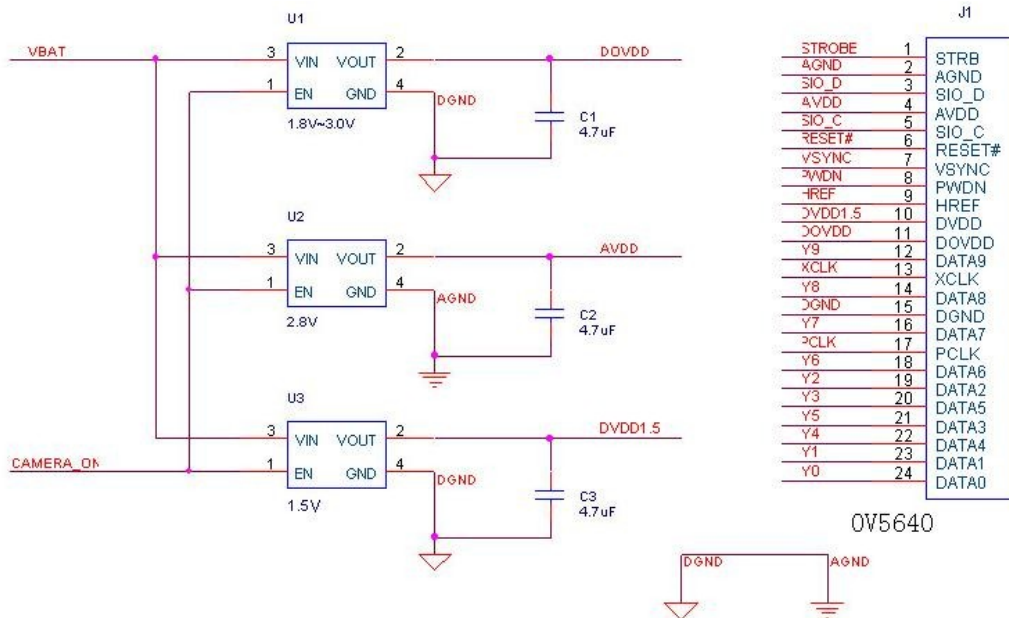 U1
VBAT 3 VIN VOUT 2 DOVDD
1 EN GND 4 DGND
1.8V~3.0V
C1
4.7uF
U2
3 VIN VOUT 2 AVDD
1 EN GND 4 AGND
2.8V
C2
4.7uF
U3
3 VIN VOUT 2 DVDD1.5
CAMERA_ON 1 EN GND 4 DGND
1.5V
C3
4.7uF
J1
STROBE 1 STRB
AGND 2 AGND
SIO_D 3 SIO_D
AVDD 4 AVDD
SIO_C 5 SIO_C
RESET# 6 RESET#
VSYNC 7 VSYNC
PWDN 8 PWDN
HREF 9 HREF
DVDD1.5 10 DVDD
DOVDD 11 DOVDD
Y9 12 DATA9
XCLK 13 XCLK
Y8 14 DATA8
DGND 15 DGND
Y7 16 DATA7
PCLK 17 PCLK
Y6 18 DATA6
Y2 19 DATA2
Y3 20 DATA5
Y5 21 DATA3
Y4 22 DATA4
Y1 23 DATA1
Y0 24 DATA0
OV5640
DGND AGND